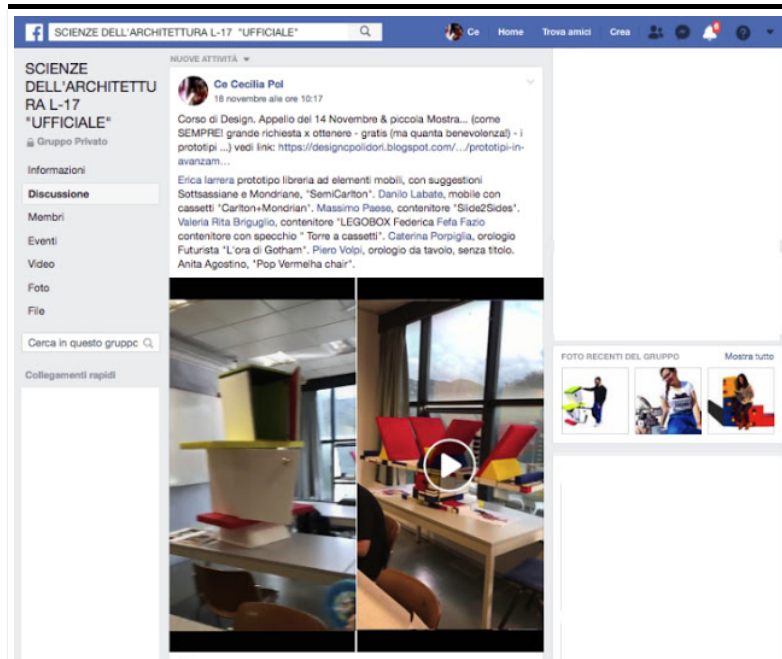 SCIENZE DELL'ARCHITETTURA L-17 "UFFICIALE"
Ce
Home
Trova amici
Crea
6
SCIENZE
DELL'ARCHITETTU
RA L-17
"UFFICIALE"
Gruppo Privato
Informazioni
Discussione
Membri
Eventi
Video
Foto
File
Cerca in questo gruppo
Collegamenti rapidi
NUOVE ATTIVITÀ
Ce Cecilia Pol
18 novembre alle ore 10:17
Corso di Design. Appello del 14 Novembre & piccola Mostra... (come
SEMPRE! grande richiesta x ottenere - gratis (ma quanta benevolenza!) - i
prototipi ...) vedi link: https://designcpolidori.blogspot.com/.../prototipi-in-
avanzam...
Erica Iarrera prototipo libreria ad elementi mobili, con suggestioni
Sottsassiane e Mondriane, "SemiCarlton". Danilo Labate, mobile con
cassetti "Carlton+Mondrian". Massimo Paese, contenitore "Slide2Sides".
Valeria Rita Briguglio, contenitore "LEGOBOX Federica Fefa Fazio
contenitore con specchio " Torre a cassetti". Caterina Porpiglia, orologio
Futurista "L'ora di Gotham". Piero Volpi, orologio da tavolo, senza titolo.
Anita Agostino, "Pop Vermelha chair".
FOTO RECENTI DEL GRUPPO
Mostra tutto